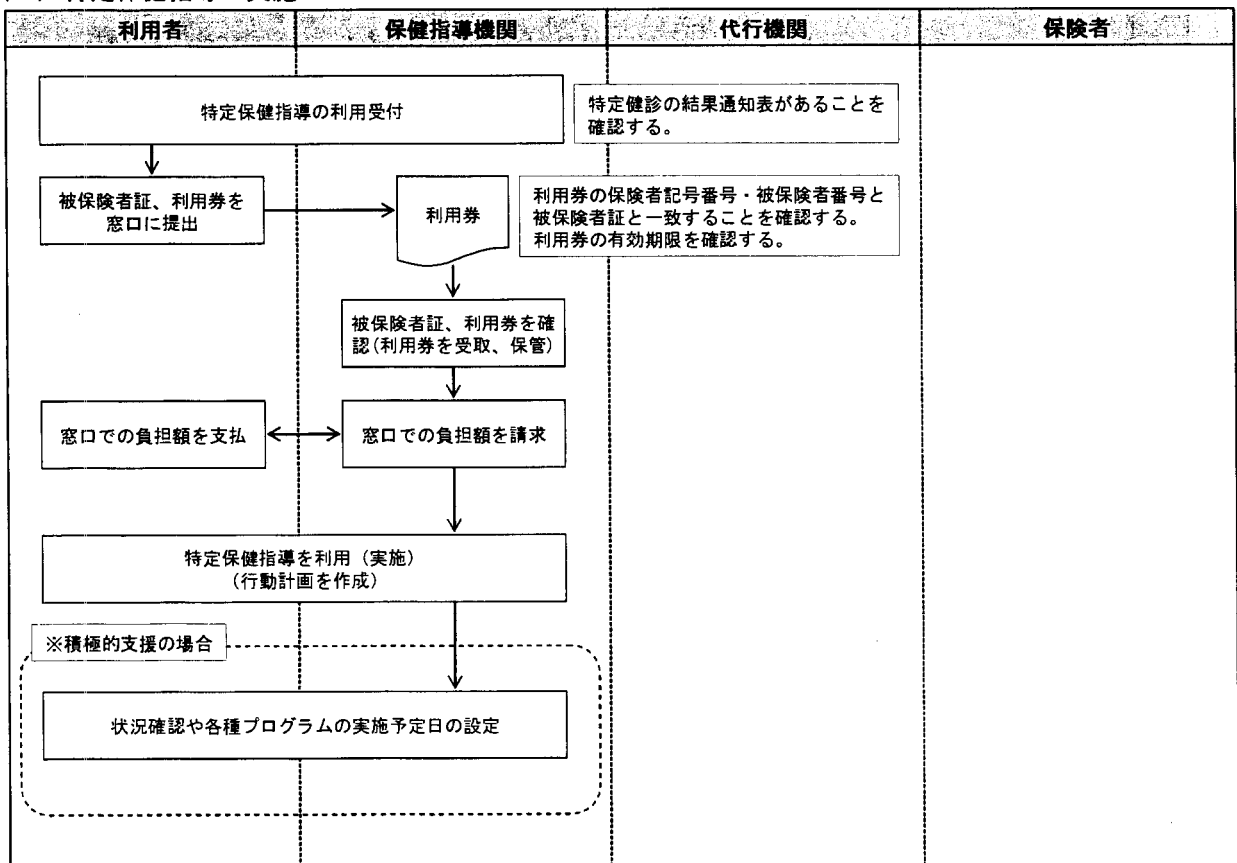 利用者
保健指導機関
代行機関
保険者
特定保健指導の利用受付
特定健診の結果通知表があることを
確認する。
被保険者証、利用券を
窓口に提出
利用券
利用券の保険者記号番号・被保険者番号と
被保険者証と一致することを確認する。
利用券の有効期限を確認する。
被保険者証、利用券を確
認(利用券を受取、保管)
窓口での負担額を支払
窓口での負担額を請求
特定保健指導を利用（実施）
（行動計画を作成）
※積極的支援の場合
状況確認や各種プログラムの実施予定日の設定